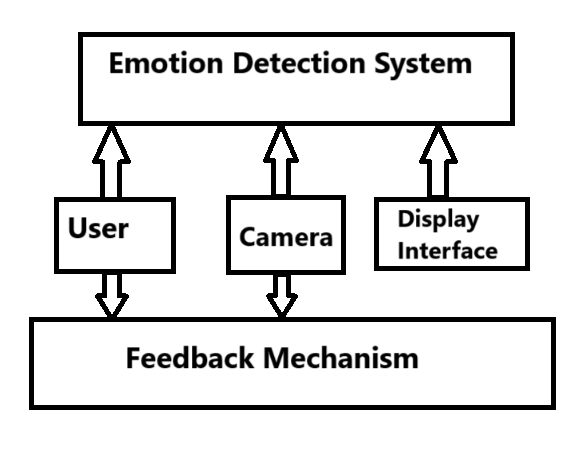 Emotion Detection System
User
Camera
Display
Interface
Feedback Mechanism